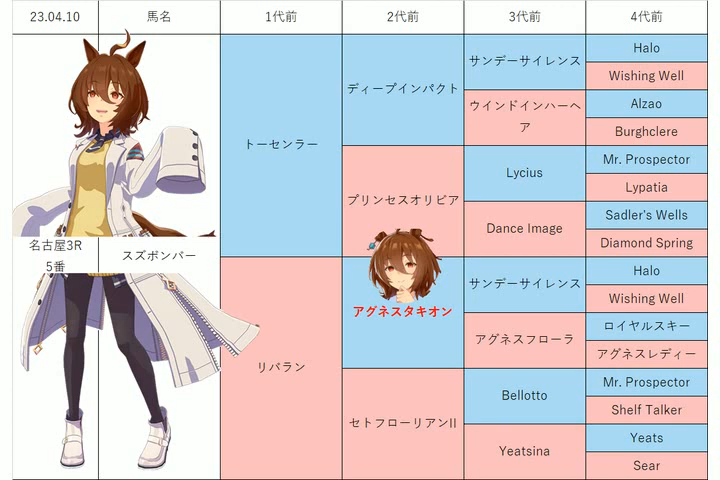 23.04.10 馬名 1代前 2代前 3代前 4代前
名古屋3R
5番
スズボンバー
トーセンラー
リバラン
ディープインパクト
プリンセスオリビア
アグネスタキオン
セトフローリアンII
サンデーサイレンス
ウインドインハーヘ
ア
Lycius
Dance Image
サンデーサイレンス
アグネスフローラ
Bellotto
Yeatsina
Halo
Wishing Well
Alzao
Burghclere
Mr. Prospector
Lypatia
Sadler's Wells
Diamond Spring
Halo
Wishing Well
ロイヤルスキー
アグネスレディー
Mr. Prospector
Shelf Talker
Yeats
Sear